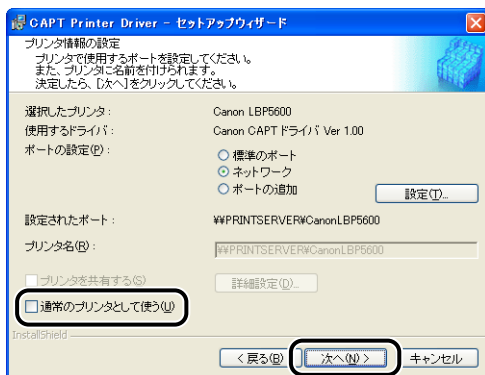 CAPT Printer Driver - セットアップウィザード
プリンタ情報の設定
プリンタで使用するポートを設定してください。
また、プリンタに名前を付けられます。
決定したら、[次へ]をクリックしてください。
選択したプリンタ： Canon LBP5600
使用するドライバ： Canon CAPT ドライバ Ver 1.00
ポートの設定(P)： 標準のポート
ネットワーク
ポートの追加
設定(T)...
設定されたポート： ¥¥PRINTSERVER¥CanonLBP5600
プリンタ名(R)： ¥¥PRINTSERVER¥CanonLBP5600
プリンタを共有する(S) 詳細設定(D)...
通常のプリンタとして使う(U)
InstallShield
< 戻る(B) 次へ(N) > キャンセル